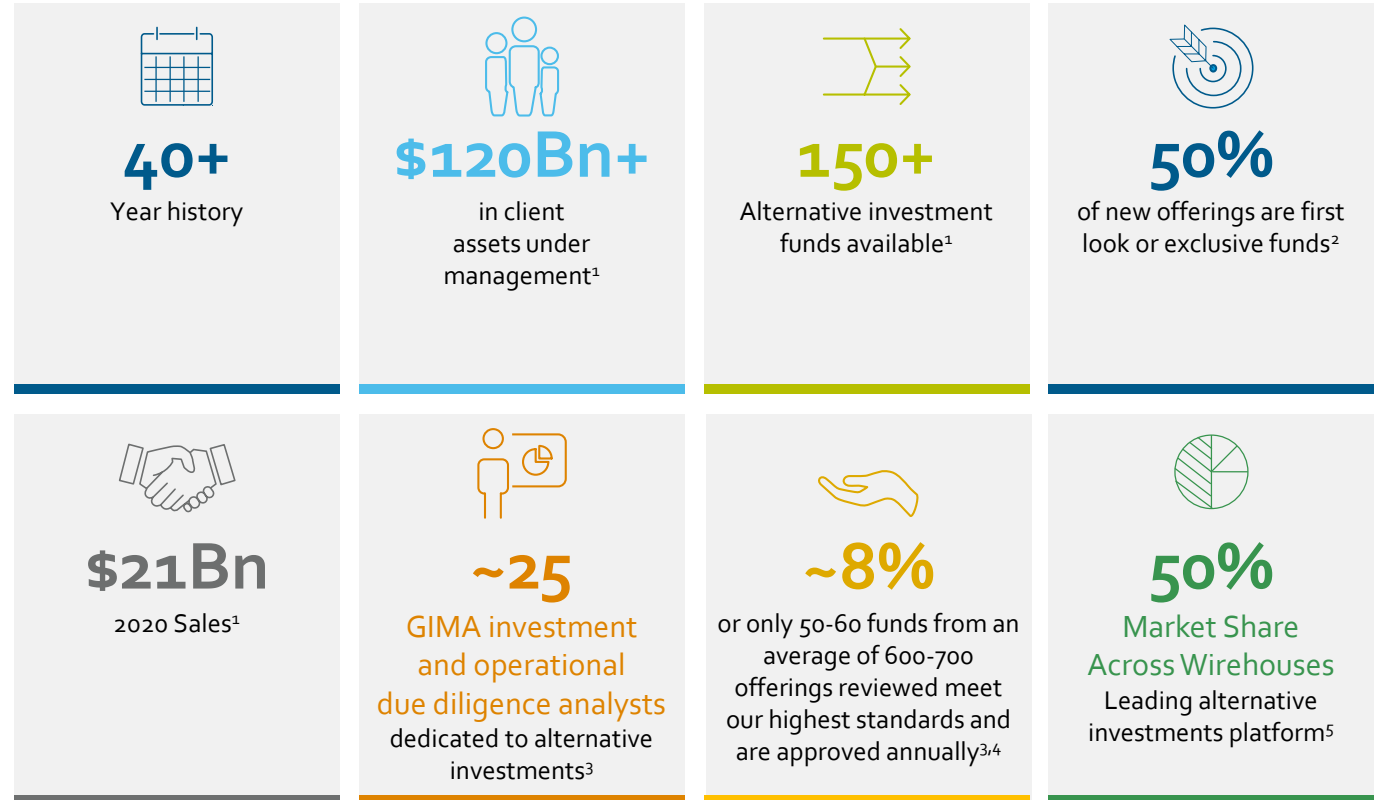 40+
Year history
$120Bn+
in client
assets under
management¹
150+
Alternative investment
funds available¹
50%
of new offerings are first
look or exclusive funds²
$21Bn
2020 Sales¹
~25
GIMA investment
and operational
due diligence analysts
dedicated to alternative
investments³
~8%
or only 50-60 funds from an
average of 600-700
offerings reviewed meet
our highest standards and
are approved annually³,⁴
50%
Market Share
Across Wirehouses
Leading alternative
investments platform⁵